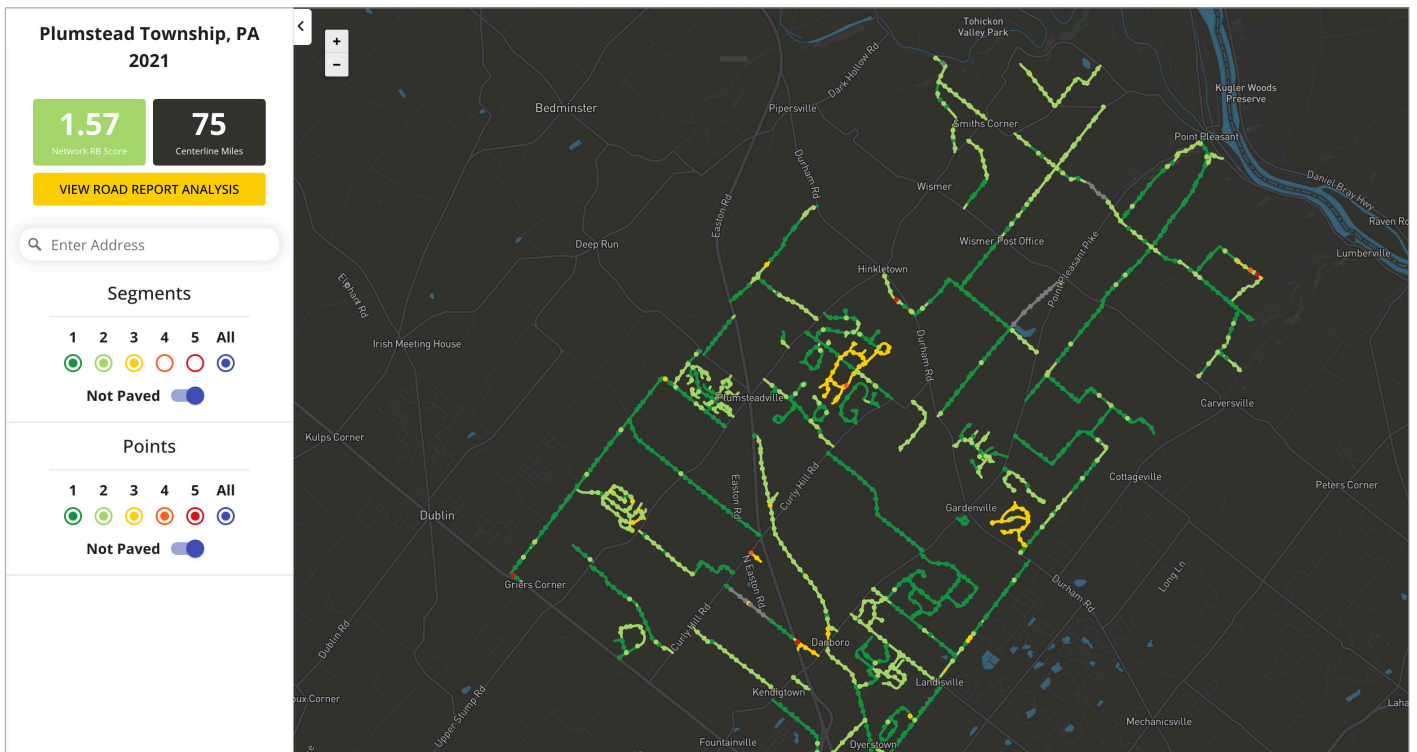 Plumstead Township, PA
2021
1.57
Network RB Score
75
Centerline Miles
VIEW ROAD REPORT ANALYSIS
Enter Address
Segments
1 2 3 4 5 All
Not Paved
Points
1 2 3 4 5 All
Not Paved
+
−
Tohickon
Valley Park
Dark Hollow Rd
Kugler Woods
Preserve
Bedminster
Pipersville
Smiths Corner
Point Pleasant
Durham Rd
Wismer
Daniel Bray Hwy
Easton Rd
Raven Ro
Deep Run
Wismer Post Office
Point Pleasant Pike
Lumberville
Hinkletown
Elephant Rd
Irish Meeting House
Durham Rd
Plumsteadville
Carversville
Kulps Corner
Curly Hill Rd
Cottageville
Easton Rd
Peters Corner
Dublin
Gardenville
N Easton Rd
Griers Corner
Durham Rd
Long Ln
Dublin Rd
Curly Hill Rd
Danboro
Landisville
Kendigtown
oux Corner
Upper Stump Rd
Laha
Mechanicsville
Fountainville
Dyerstown